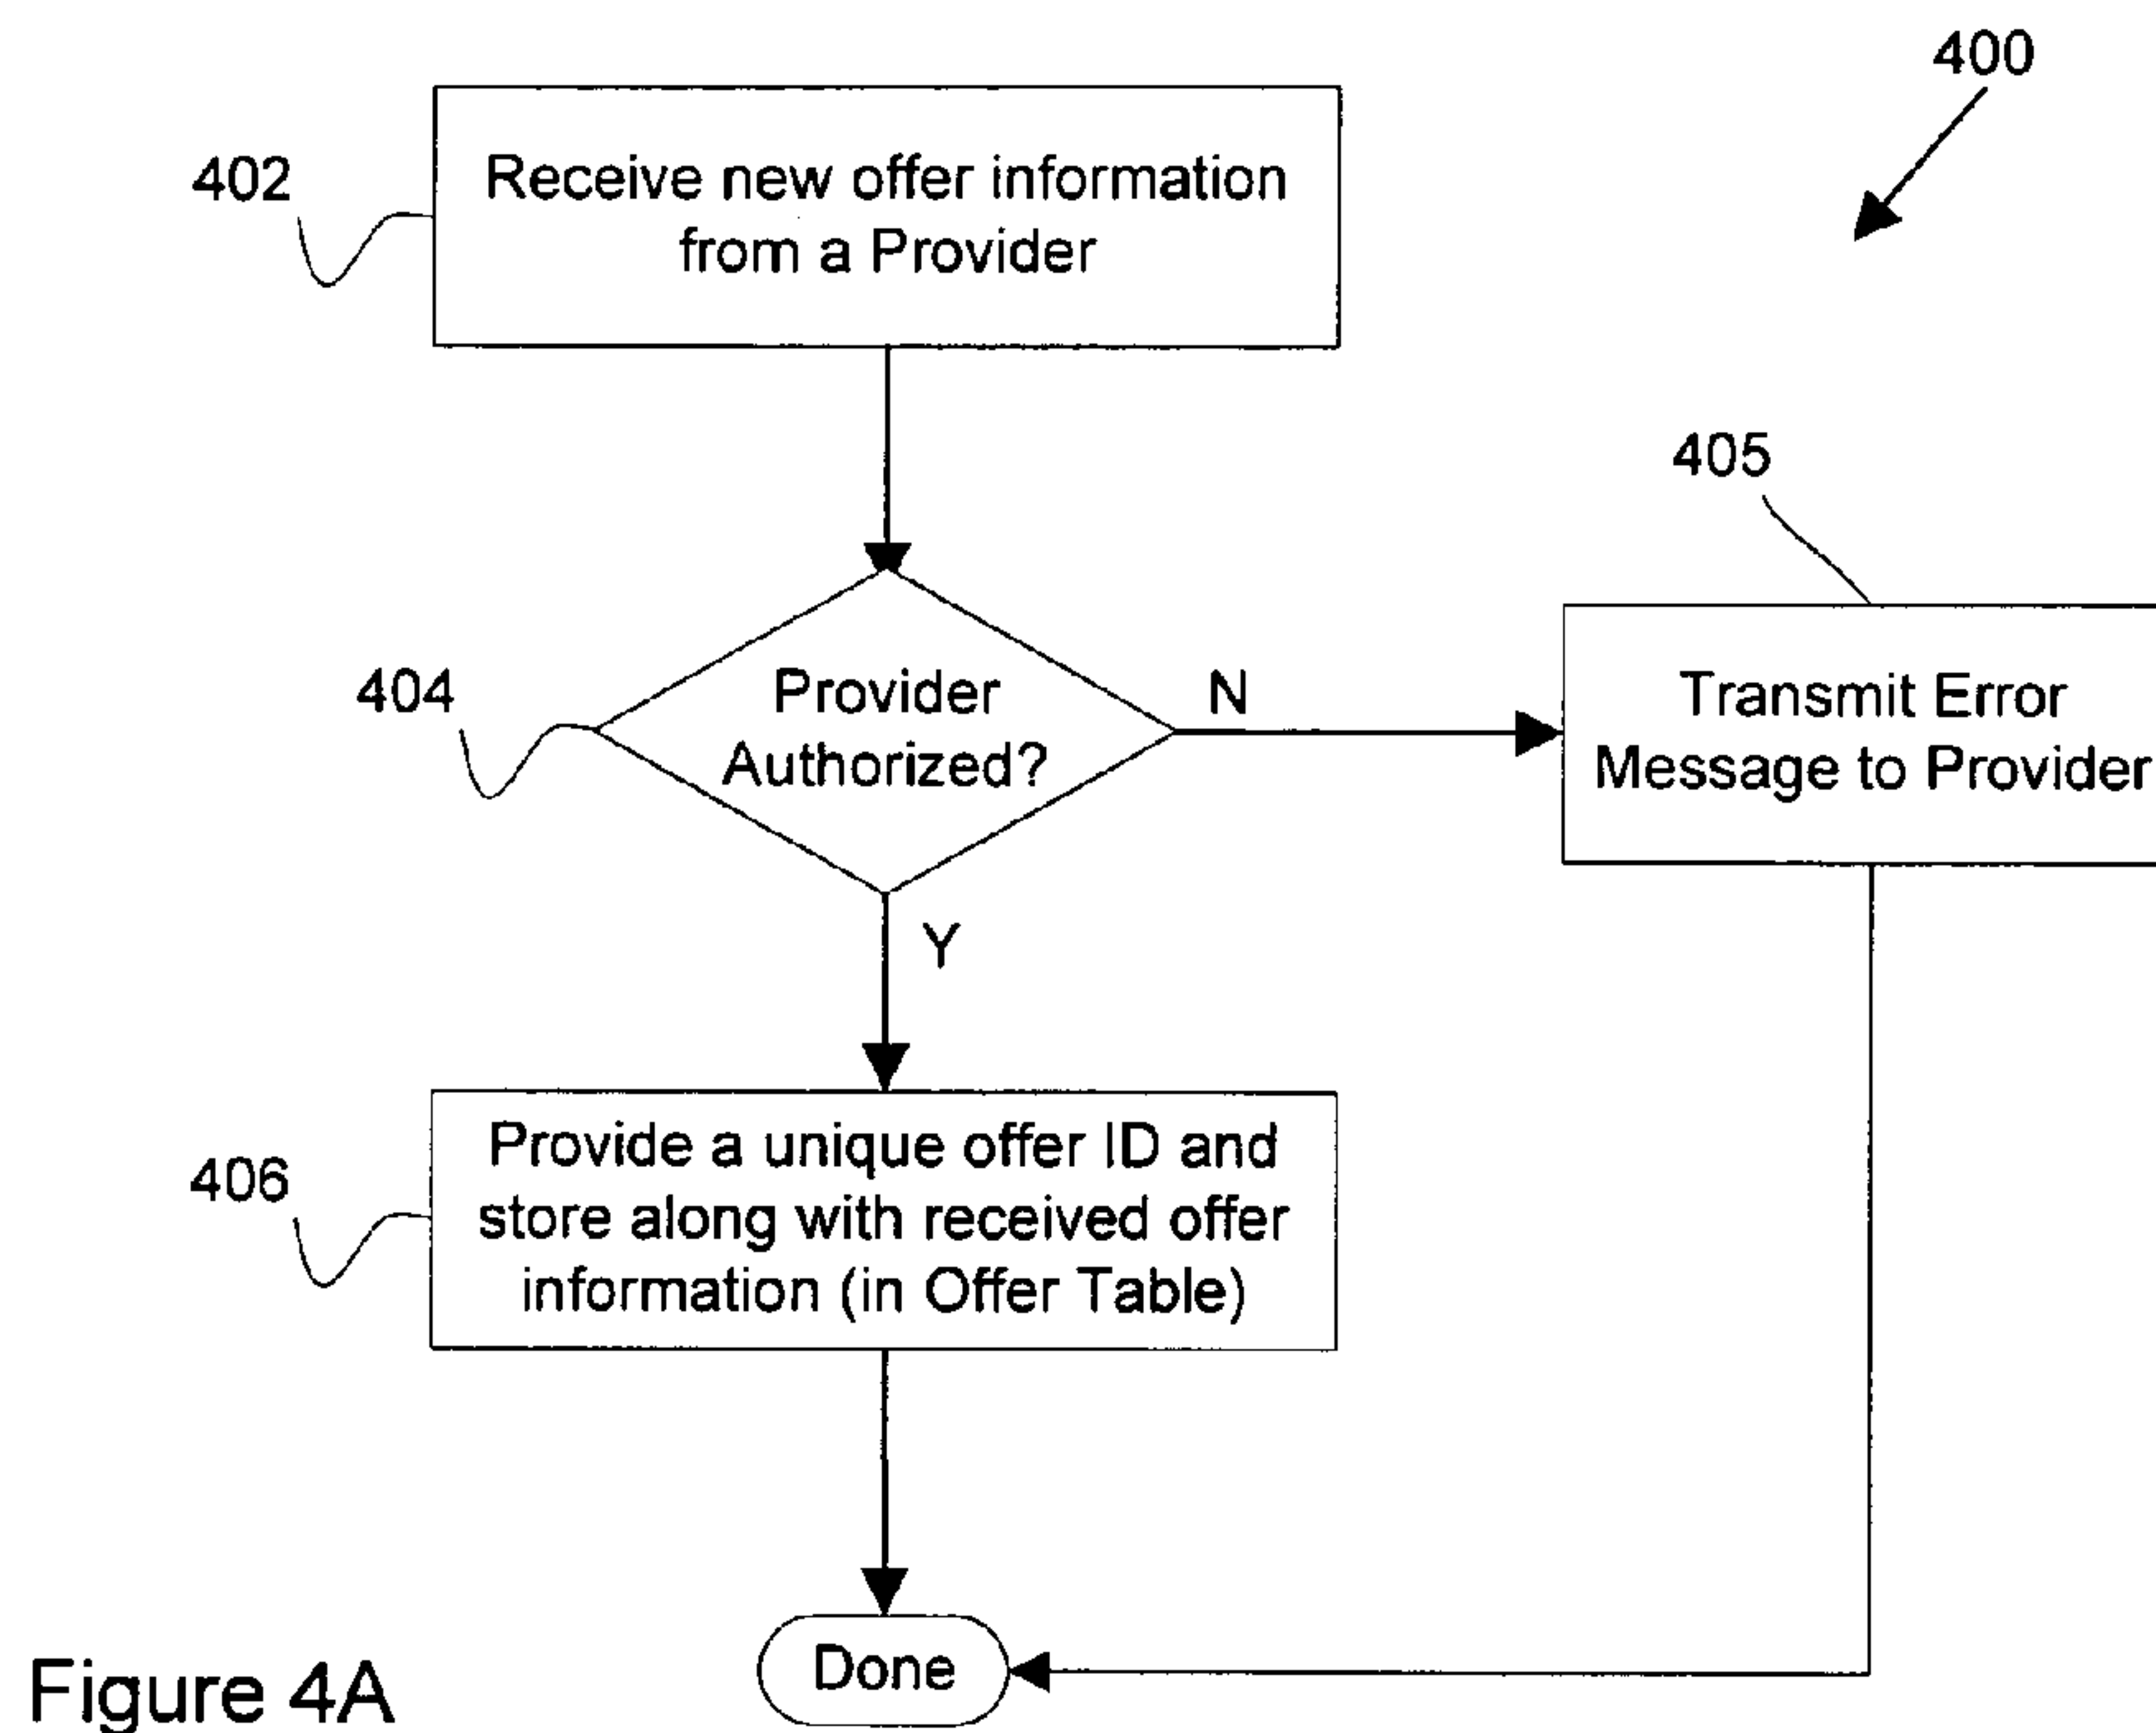 400
402
Receive new offer information
from a Provider
405
404
Provider
Authorized?
N
Transmit Error
Message to Provider
Y
406
Provide a unique offer ID and
store along with received offer
information (in Offer Table)
Done
Figure 4A